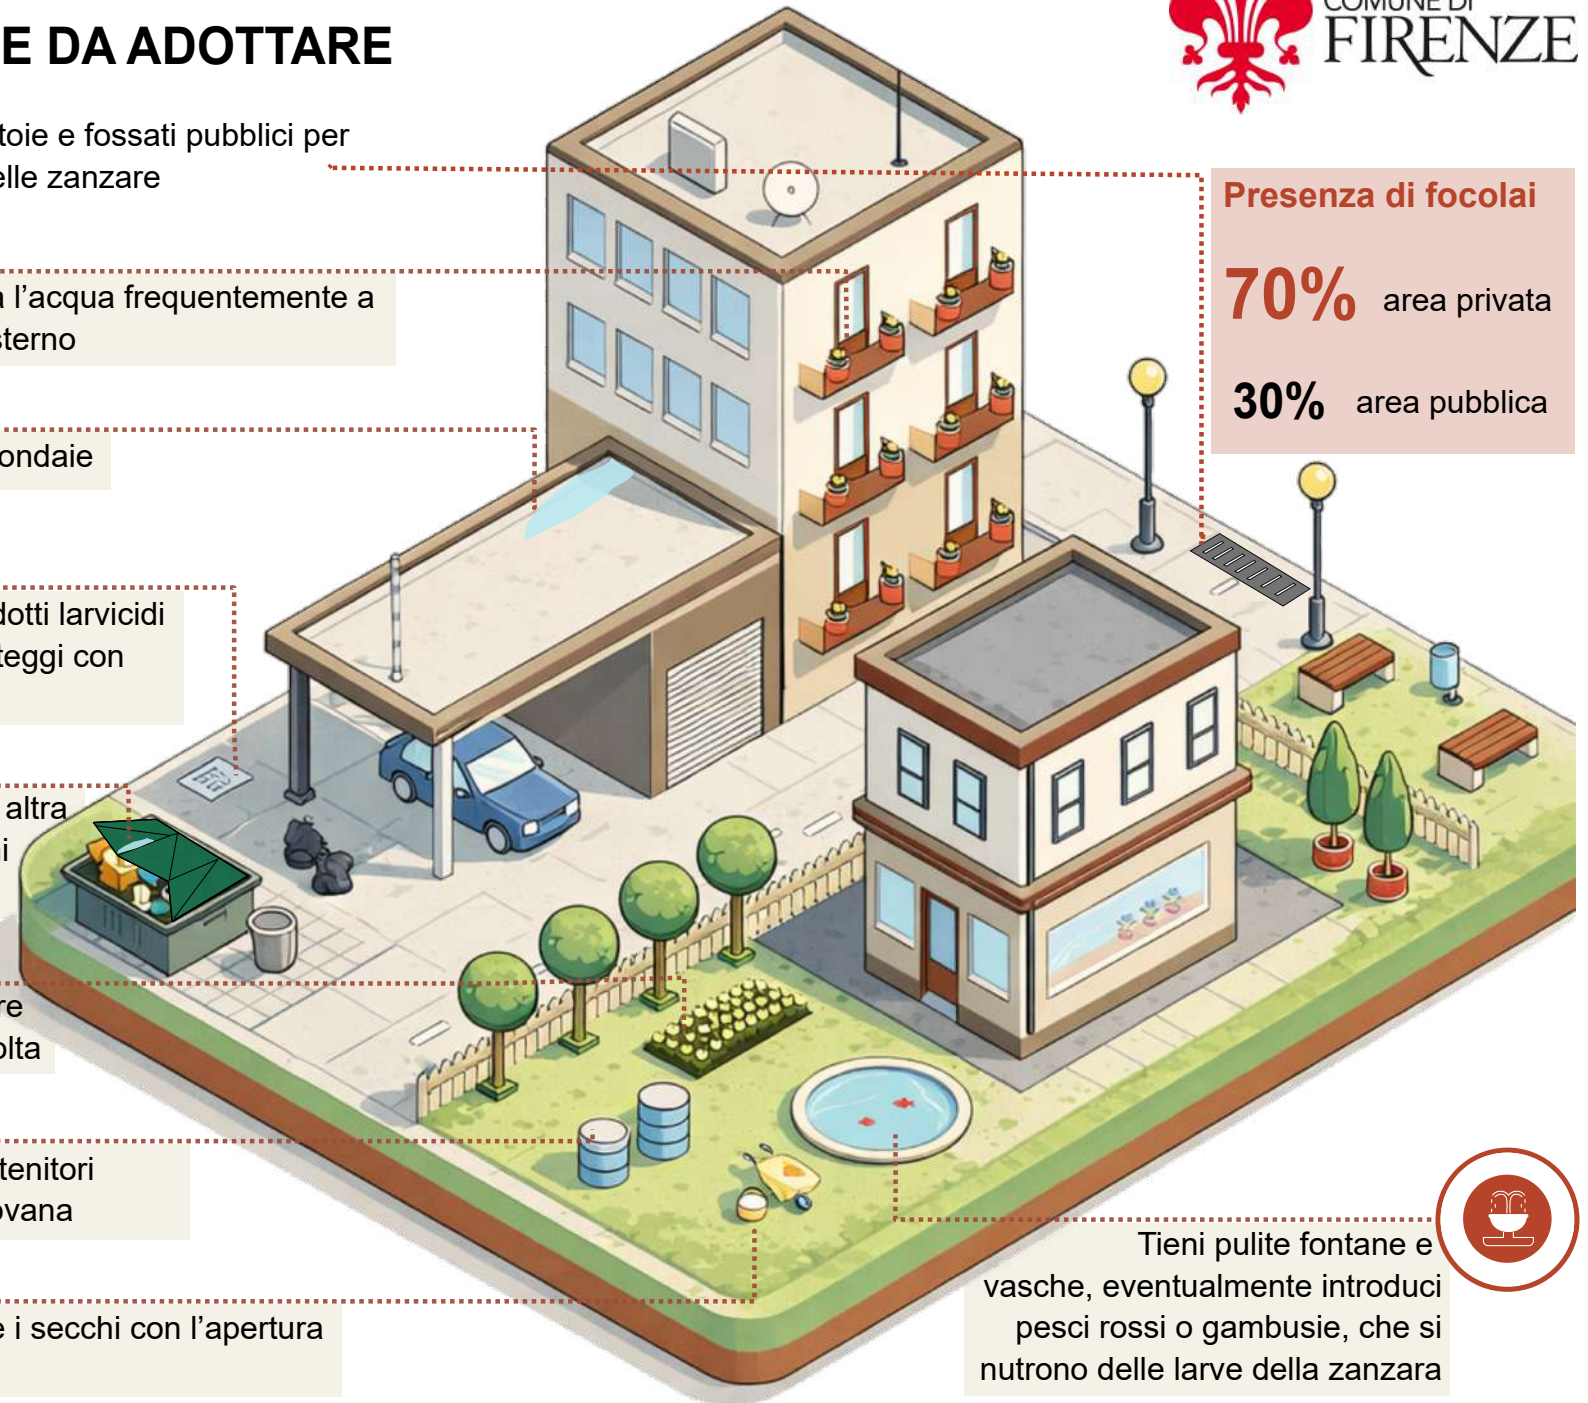 E DA ADOTTARE
COMUNE DI
FIRENZE
toie e fossati pubblici per
elle zanzare
Presenza di focolai
70% area privata
30% area pubblica
a l'acqua frequentemente a
sterno
ondaie
dotti larvicidi
teggi con
altra
ni
re
olta
tenitori
ovana
e i secchi con l'apertura
Tieni pulite fontane e
vasche, eventualmente introduci
pesci rossi o gambusie, che si
nutrono delle larve della zanzara